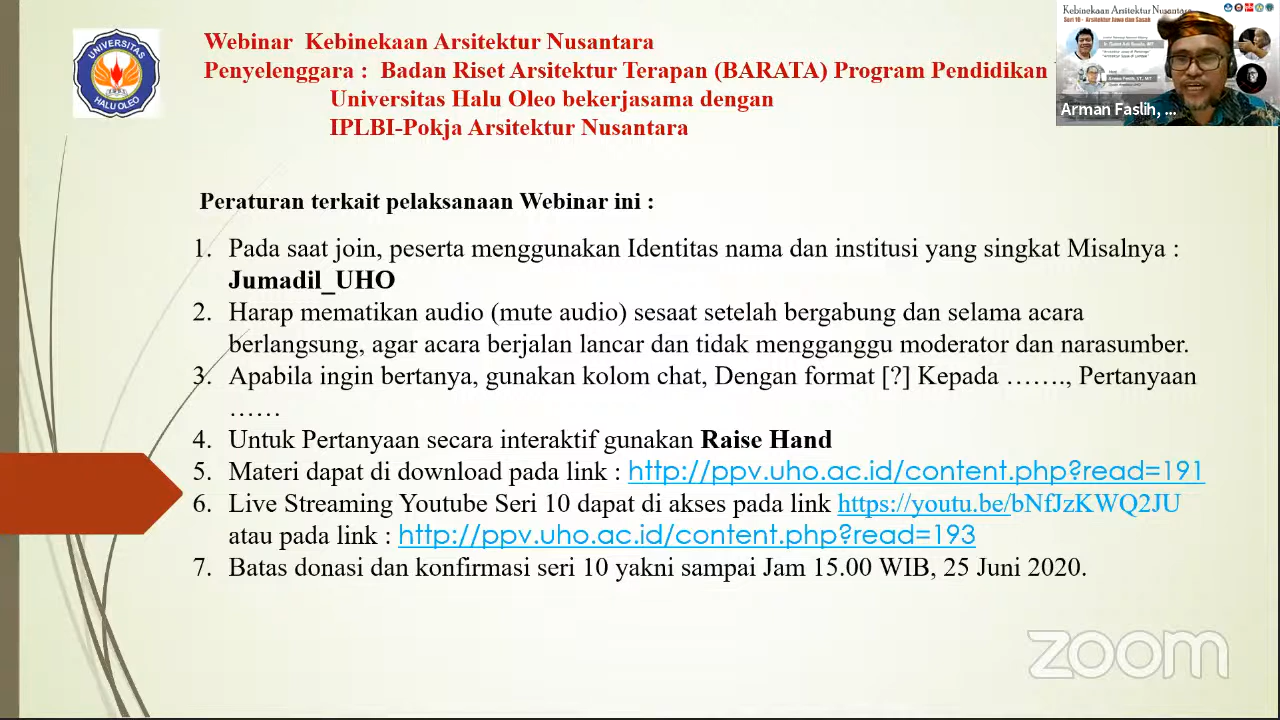 Webinar Kebinekaan Arsitektur Nusantara
Penyelenggara : Badan Riset Arsitektur Terapan (BARATA) Program Pendidikan
Universitas Halu Oleo bekerjasama dengan
IPLBI-Pokja Arsitektur Nusantara
UNIVERSITAS
HALU OLEO
Kebinekaan Arsitektur Nusantara
Seri 10 - Arsitektur Jawa dan Sasak
Arman Faslih, ...
Peraturan terkait pelaksanaan Webinar ini :
1. Pada saat join, peserta menggunakan Identitas nama dan institusi yang singkat Misalnya :
Jumadil_UHO
2. Harap mematikan audio (mute audio) sesaat setelah bergabung dan selama acara
berlangsung, agar acara berjalan lancar dan tidak mengganggu moderator dan narasumber.
3. Apabila ingin bertanya, gunakan kolom chat, Dengan format [?] Kepada ……., Pertanyaan
……
4. Untuk Pertanyaan secara interaktif gunakan Raise Hand
5. Materi dapat di download pada link : http://ppv.uho.ac.id/content.php?read=191
6. Live Streaming Youtube Seri 10 dapat di akses pada link https://youtu.be/bNfJzKWQ2JU
atau pada link : http://ppv.uho.ac.id/content.php?read=193
7. Batas donasi dan konfirmasi seri 10 yakni sampai Jam 15.00 WIB, 25 Juni 2020.
zoom